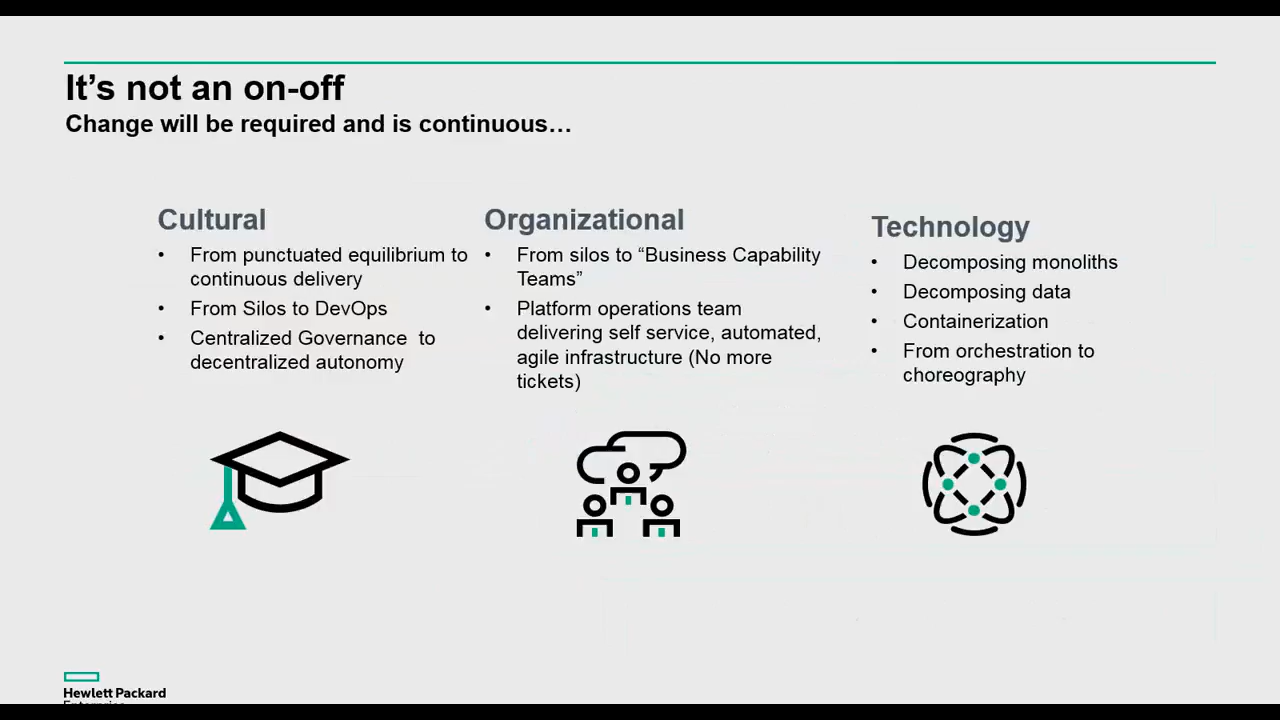 It’s not an on-off
Change will be required and is continuous…
Cultural
• From punctuated equilibrium to
continuous delivery
• From Silos to DevOps
• Centralized Governance  to
decentralized autonomy
Organizational
• From silos to “Business Capability
Teams”
• Platform operations team
delivering self service, automated,
agile infrastructure (No more
tickets)
Technology
• Decomposing monoliths
• Decomposing data
• Containerization
• From orchestration to
choreography
Hewlett Packard
Enterprise